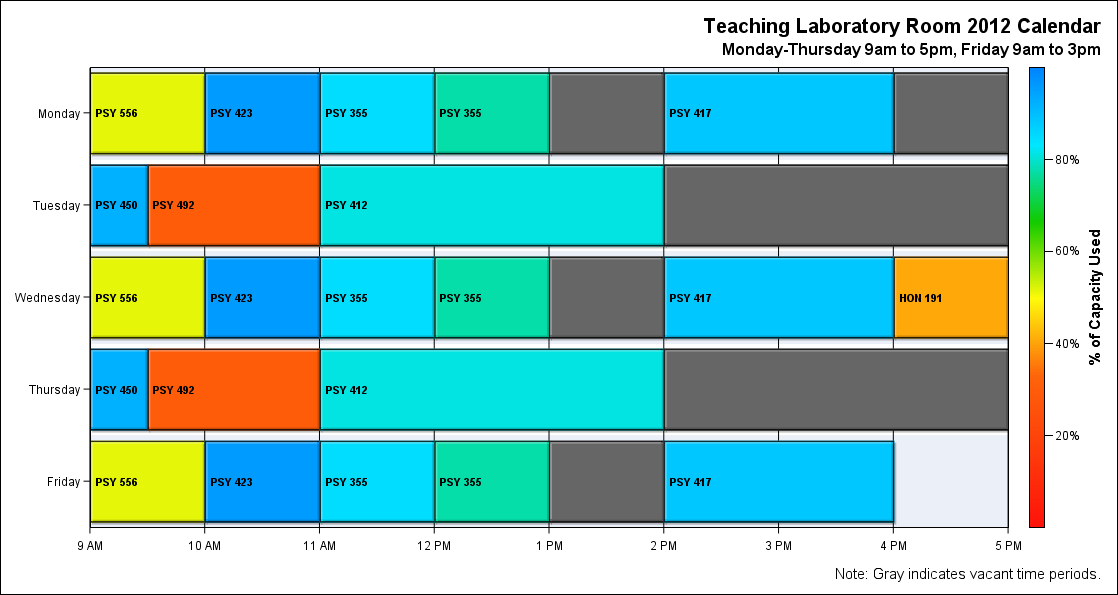 Teaching Laboratory Room 2012 Calendar
Monday-Thursday 9am to 5pm, Friday 9am to 3pm
Monday PSY 556 PSY 423 PSY 355 PSY 355 PSY 417
80%
Tuesday PSY 450 PSY 492 PSY 412
60%
% of Capacity Used
Wednesday PSY 556 PSY 423 PSY 355 PSY 355 PSY 417 HON 191
40%
Thursday PSY 450 PSY 492 PSY 412
20%
Friday PSY 556 PSY 423 PSY 355 PSY 355 PSY 417
9 AM 10 AM 11 AM 12 PM 1 PM 2 PM 3 PM 4 PM 5 PM
Note: Gray indicates vacant time periods.